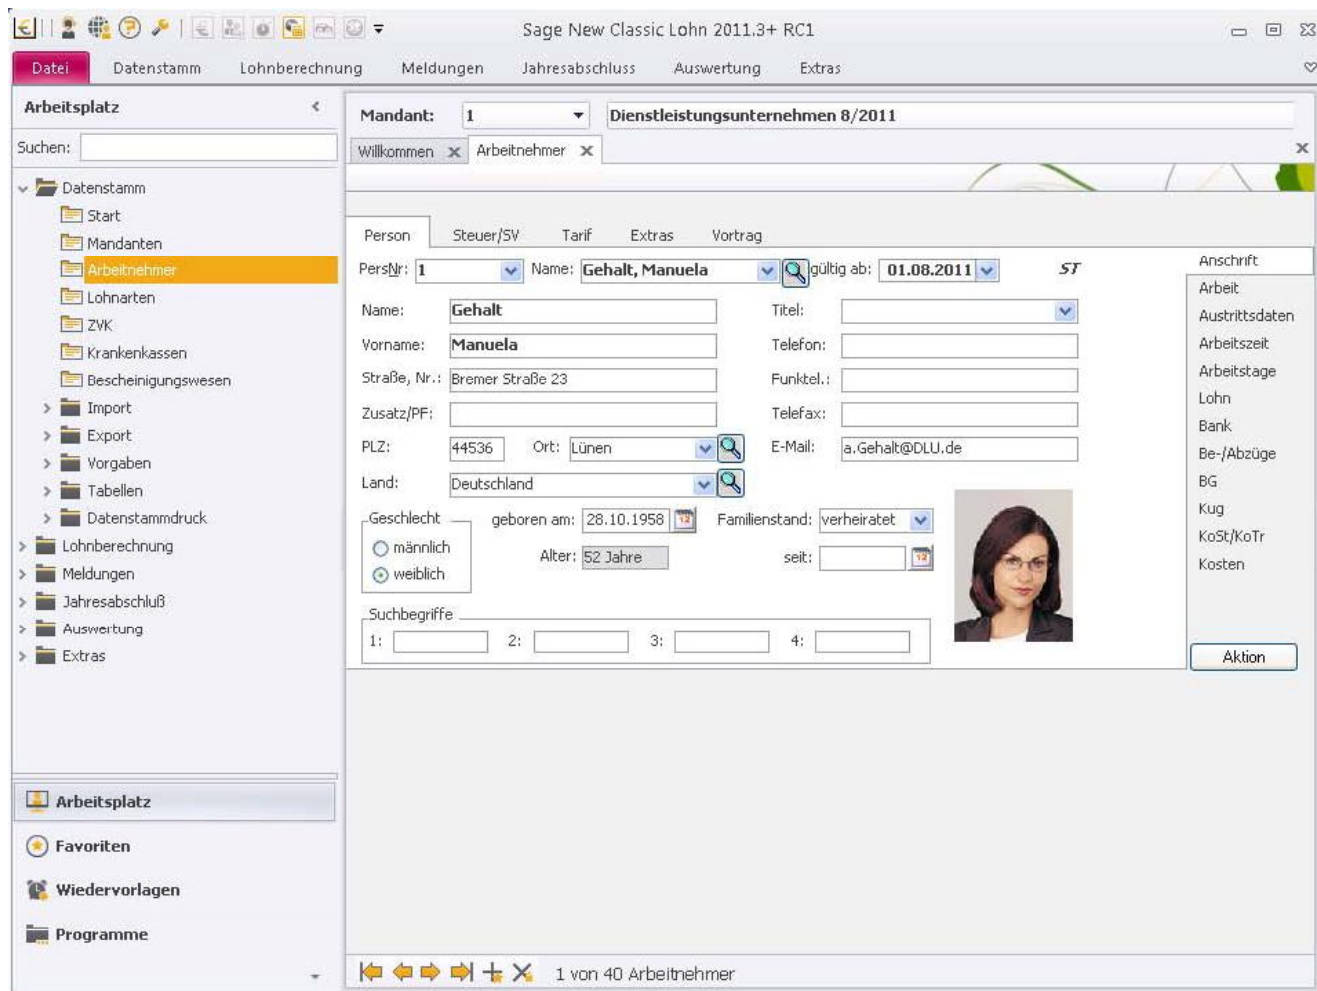 Sage New Classic Lohn 2011.3+ RC1
Datei Datenstamm Lohnberechnung Meldungen Jahresabschluss Auswertung Extras
Arbeitsplatz
Suchen:
Datenstamm
Start
Mandanten
Arbeitnehmer
Lohnarten
ZVK
Krankenkassen
Bescheinigungswesen
Import
Export
Vorgaben
Tabellen
Datenstammdruck
Lohnberechnung
Meldungen
Jahresabschluß
Auswertung
Extras
Arbeitsplatz
Favoriten
Wiedervorlagen
Programme
Mandant: 1 Dienstleistungsunternehmen 8/2011
Willkommen Arbeitnehmer
Person Steuer/SV Tarif Extras Vortrag
PersNr: 1 Name: Gehalt, Manuela gültig ab: 01.08.2011 ST
Name: Gehalt Titel:
Vorname: Manuela Telefon:
Straße, Nr.: Bremer Straße 23 Funktel.:
Zusatz/PF: Telefax:
PLZ: 44536 Ort: Lünen E-Mail: a.Gehalt@DLU.de
Land: Deutschland
Geschlecht geboren am: 28.10.1958 12 Familienstand: verheiratet
männlich Alter: 52 Jahre seit: 12
weiblich
Suchbegriffe
1: 2: 3: 4:
Anschrift
Arbeit
Austrittsdaten
Arbeitszeit
Arbeitstage
Lohn
Bank
Be-/Abzüge
BG
Kug
KoSt/KoTr
Kosten
Aktion
1 von 40 Arbeitnehmer